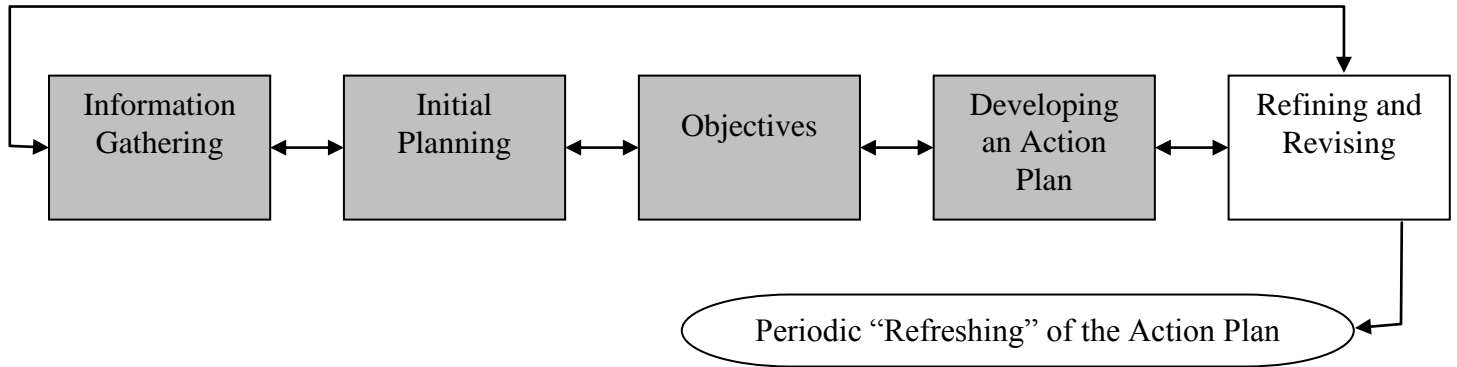 Information
Gathering
Initial
Planning
Objectives
Developing
an Action
Plan
Refining and
Revising
Periodic “Refreshing” of the Action Plan